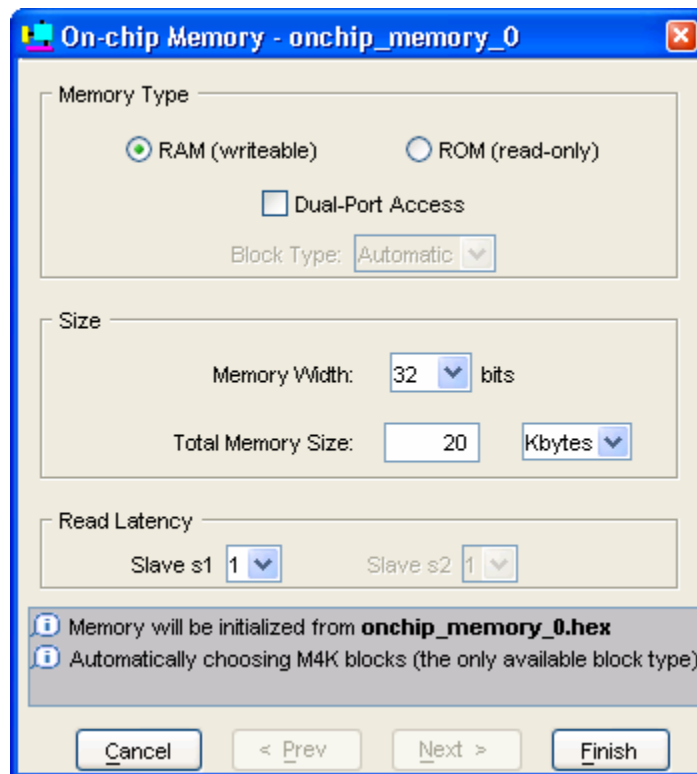 On-chip Memory - onchip_memory_0
Memory Type
RAM (writeable) ROM (read-only)
Dual-Port Access
Block Type: Automatic
Size
Memory Width: 32 bits
Total Memory Size: 20 Kbytes
Read Latency
Slave s1 1 Slave s2 1
Memory will be initialized from onchip_memory_0.hex
Automatically choosing M4K blocks (the only available block type)
Cancel < Prev Next > Finish